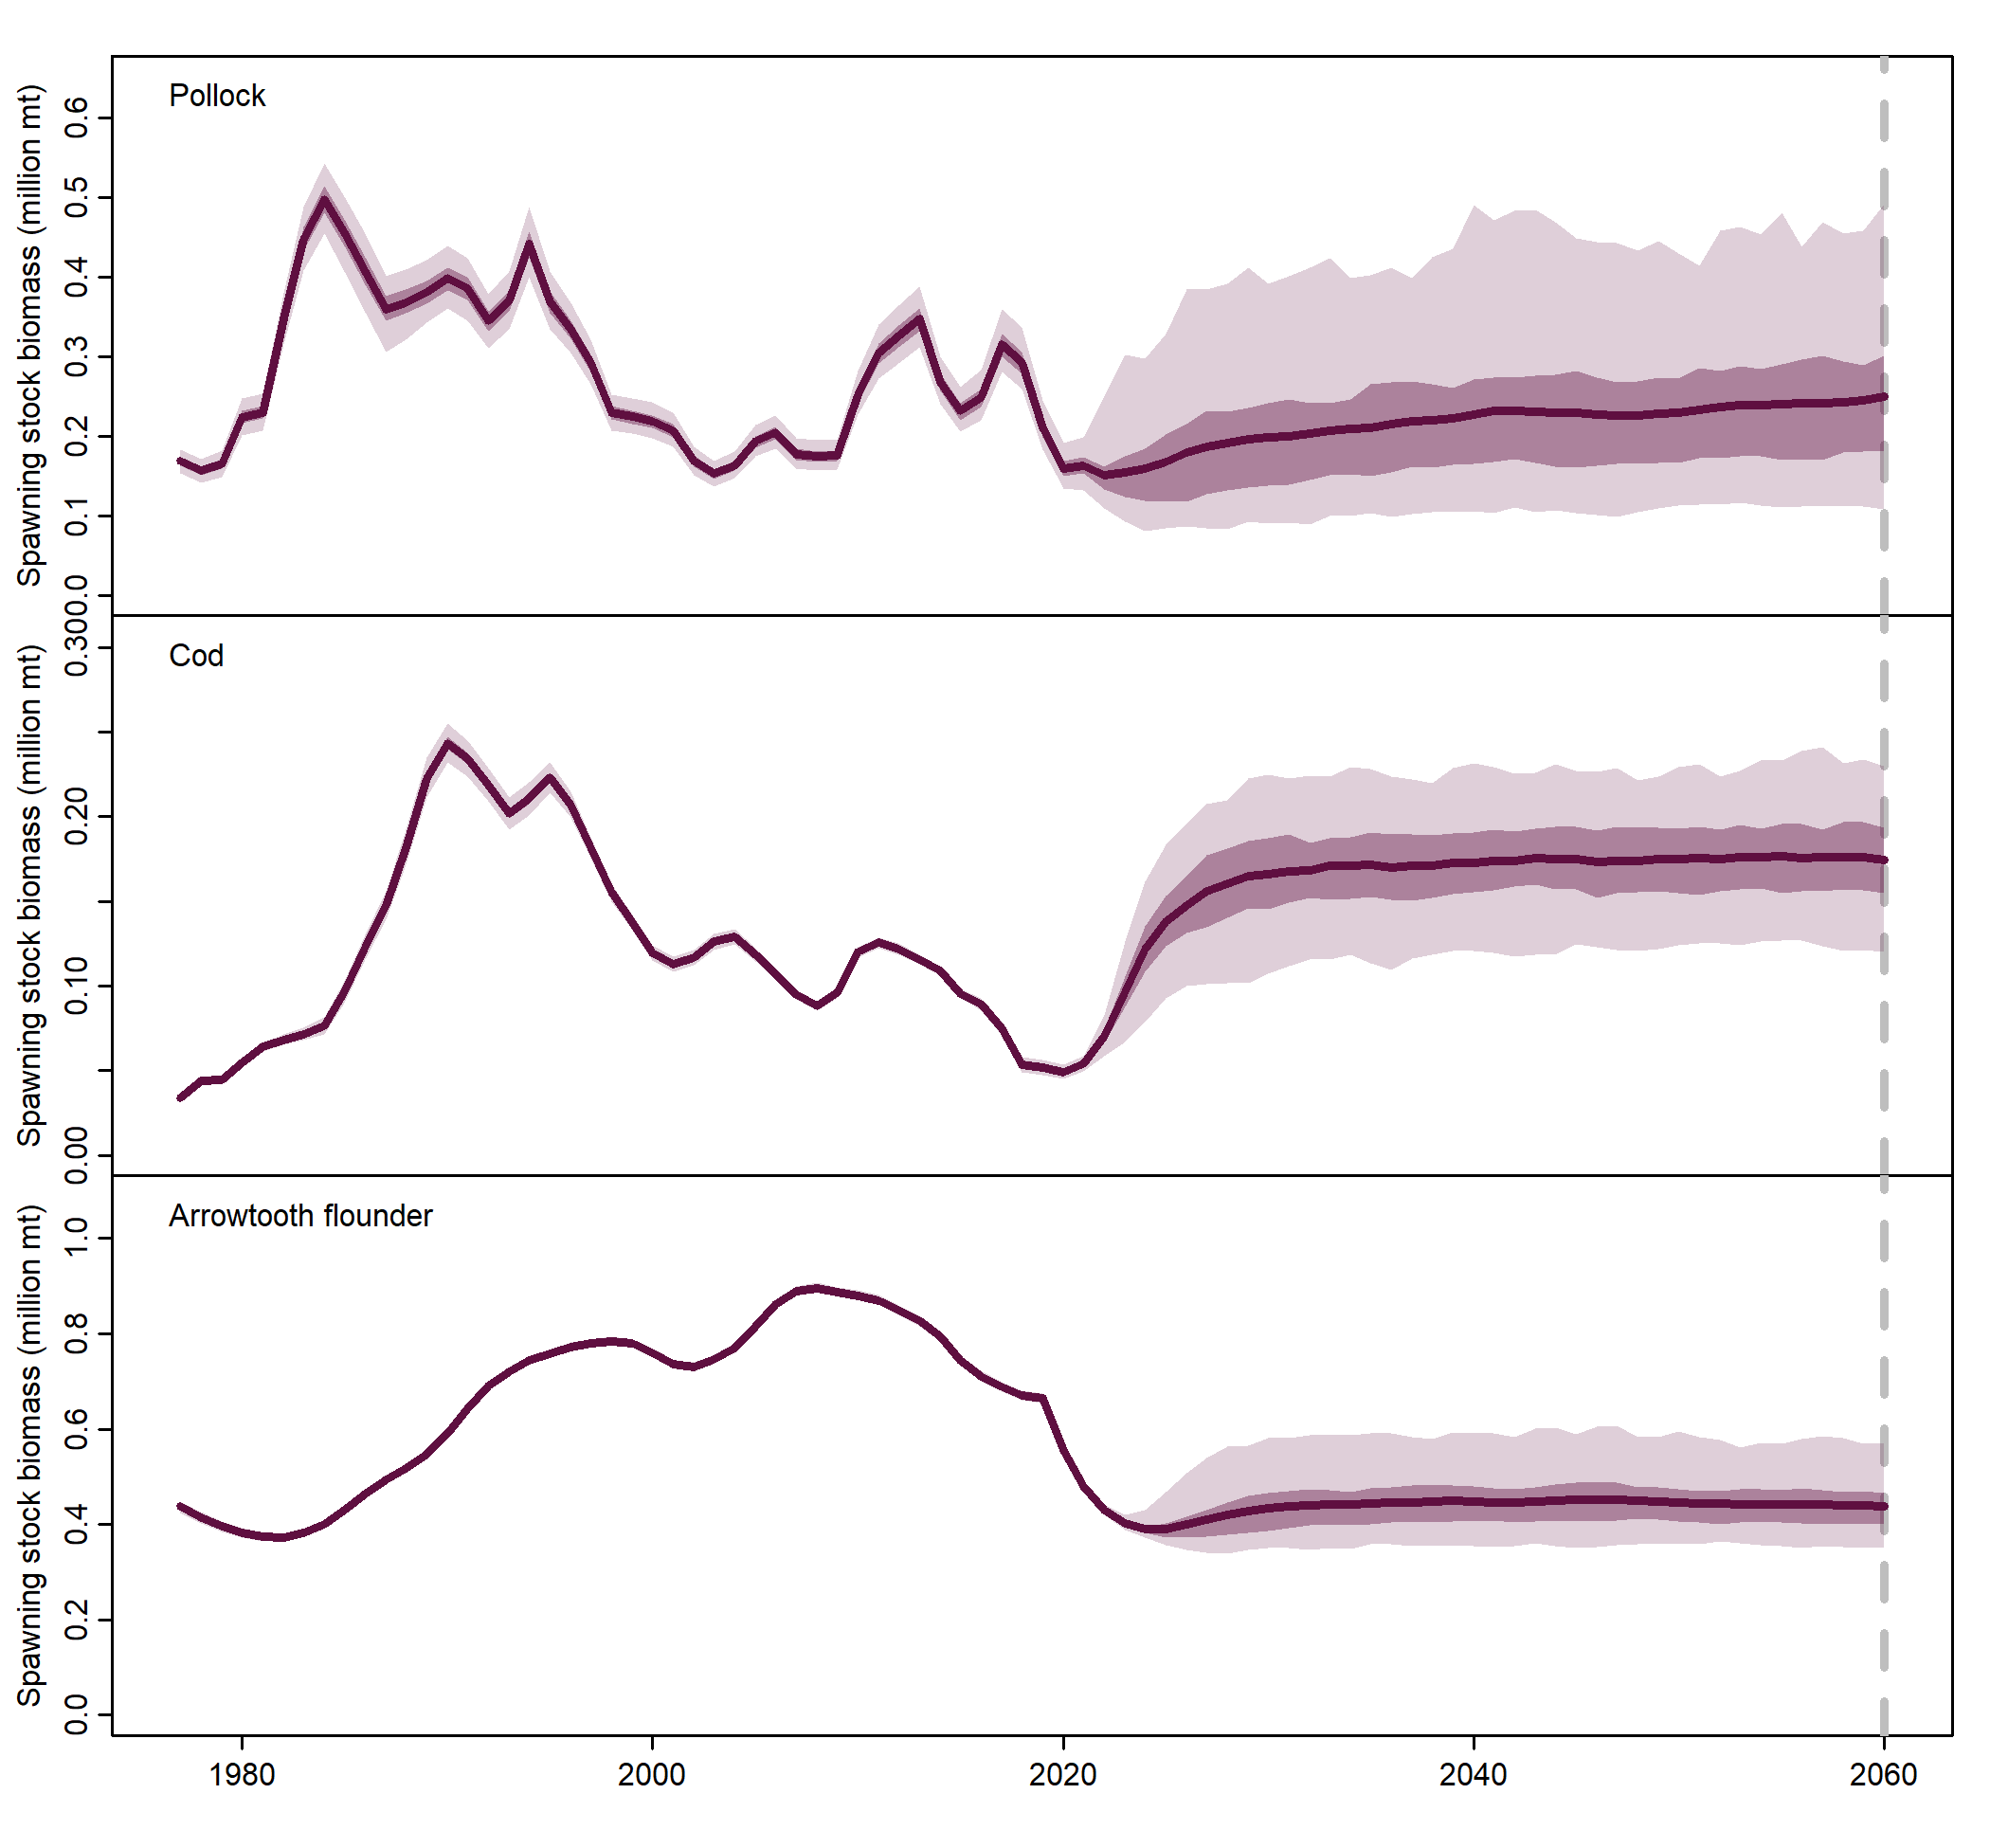 Pollock
Spawning stock biomass (million mt)
0.6
0.5
0.4
0.3
0.2
0.1
0.0
Cod
Spawning stock biomass (million mt)
0.30
0.20
0.10
0.00
Arrowtooth flounder
Spawning stock biomass (million mt)
1.0
0.8
0.6
0.4
0.2
0.0
1980 2000 2020 2040 2060